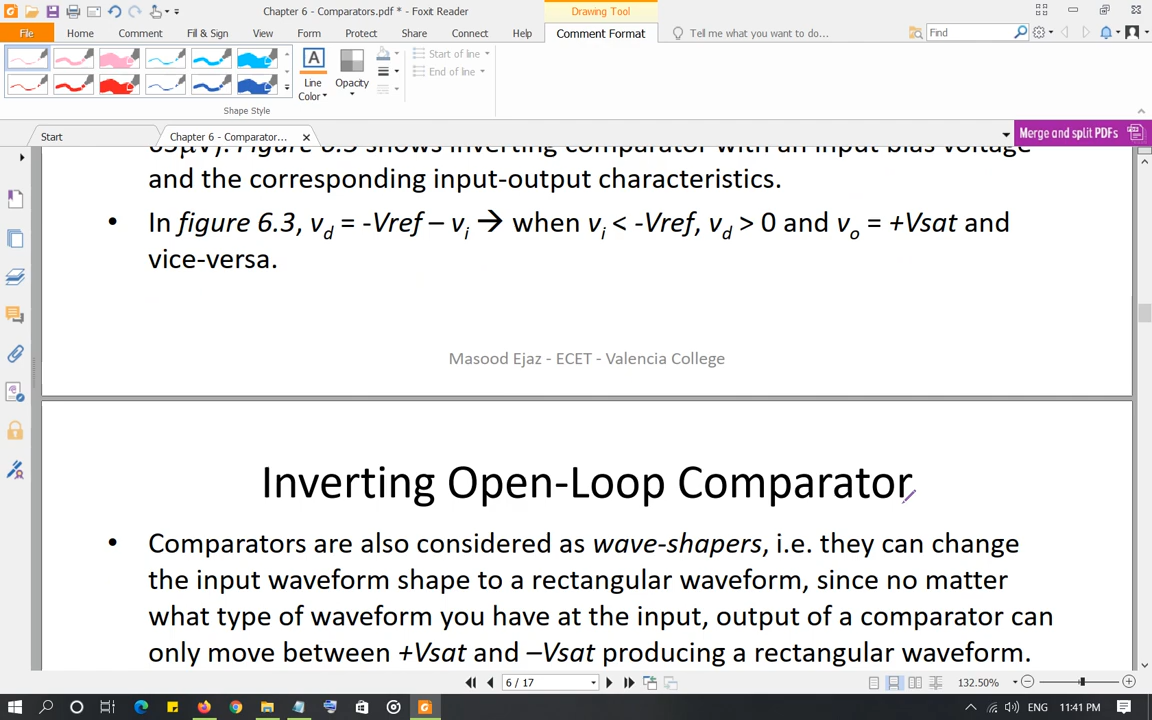 Chapter 6 - Comparators.pdf * - Foxit Reader
Drawing Tool
File
Home
Comment
Fill & Sign
View
Form
Protect
Share
Connect
Help
Comment Format
Tell me what you want to do...
Find
Line
Color
Opacity
Start of line
End of line
Shape Style
Start
Chapter 6 - Comparator...
Merge and split PDFs
and the corresponding input-output characteristics.
• In figure 6.3, vd = -Vref – vi → when vi < -Vref, vd > 0 and vo = +Vsat and
vice-versa.
Masood Ejaz - ECET - Valencia College
Inverting Open-Loop Comparator
• Comparators are also considered as wave-shapers, i.e. they can change
the input waveform shape to a rectangular waveform, since no matter
what type of waveform you have at the input, output of a comparator can
only move between +Vsat and –Vsat producing a rectangular waveform.
6 / 17
132.50%
ENG
11:41 PM